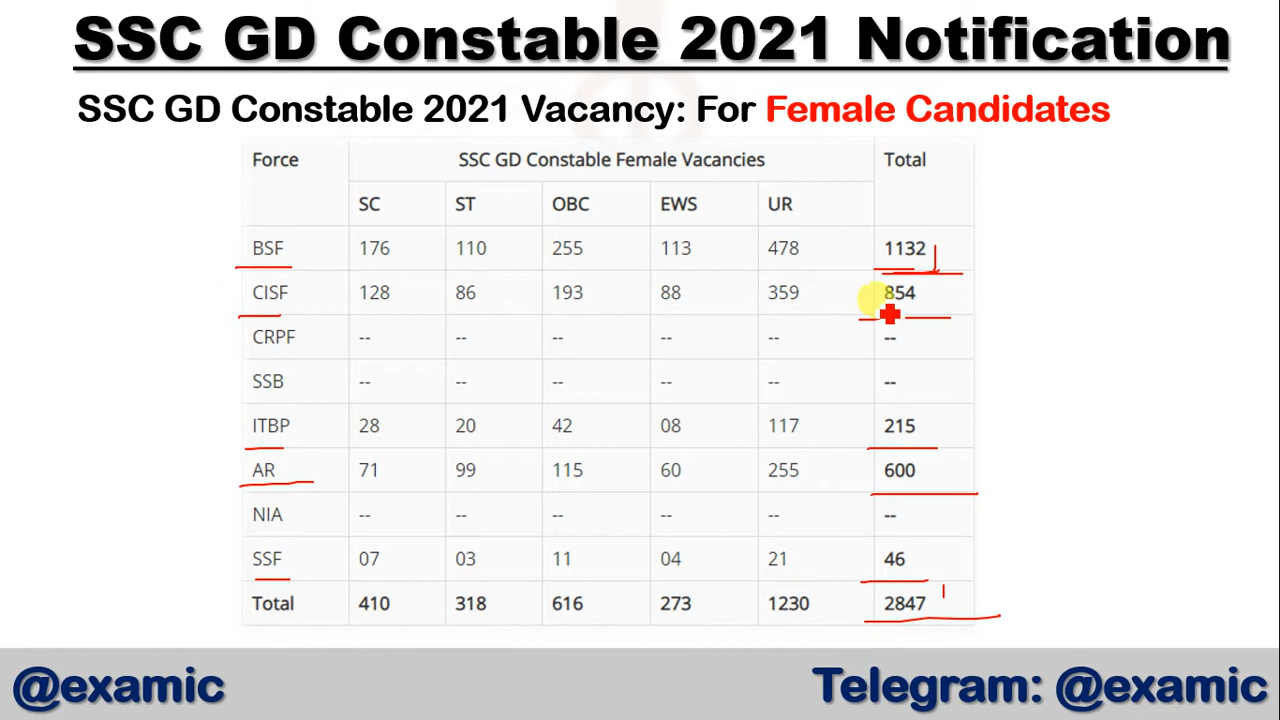 SSC GD Constable 2021 Notification
SSC GD Constable 2021 Vacancy: For Female Candidates
Force SSC GD Constable Female Vacancies Total
SC ST OBC EWS UR
BSF 176 110 255 113 478 1132
CISF 128 86 193 88 359 854
CRPF -- -- -- -- -- --
SSB -- -- -- -- -- --
ITBP 28 20 42 08 117 215
AR 71 99 115 60 255 600
NIA -- -- -- -- -- --
SSF 07 03 11 04 21 46
Total 410 318 616 273 1230 2847
@examic Telegram: @examic